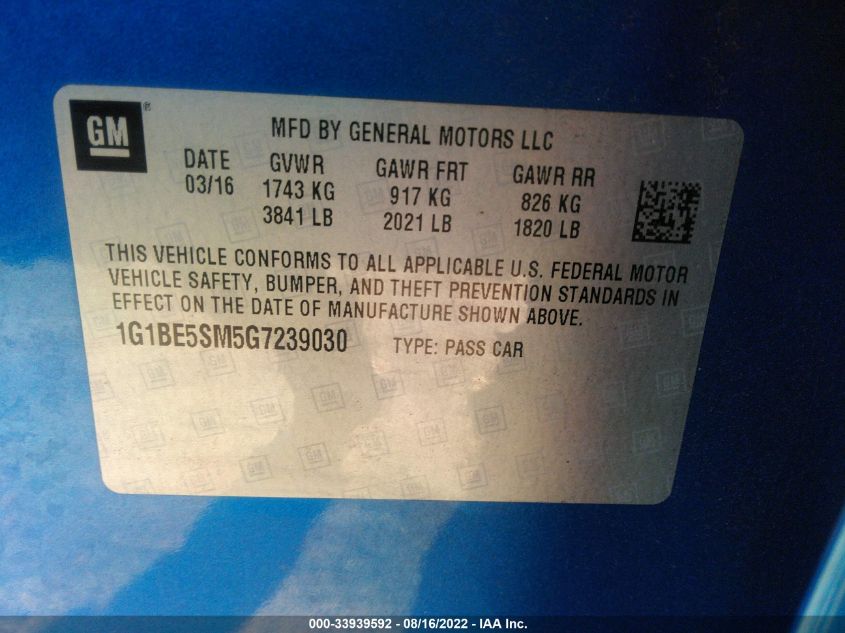 GM ®
MFD BY GENERAL MOTORS LLC
DATE GVWR GAWR FRT GAWR RR
03/16 1743 KG 917 KG 826 KG
3841 LB 2021 LB 1820 LB
THIS VEHICLE CONFORMS TO ALL APPLICABLE U.S. FEDERAL MOTOR
VEHICLE SAFETY, BUMPER, AND THEFT PREVENTION STANDARDS IN
EFFECT ON THE DATE OF MANUFACTURE SHOWN ABOVE.
1G1BE5SM5G7239030 TYPE: PASS CAR
000-33939592 - 08/16/2022 - IAA Inc.